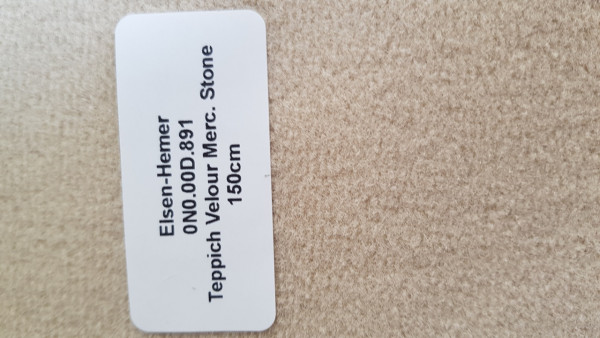 Elsen-Hemer
0N0.00D.891
Teppich Velour Merc. Stone
150cm